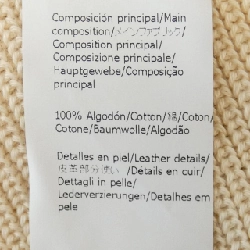 Composición principal/Main
composition/メインファブリック/
Composition principal/
Composizione principale/
Hauptgewebe/Composição
principal
100% Algodón/Cotton/綿/Coton/
Cotone/Baumwolle/Algodão
Detalles en piel/Leather details/
皮革部分使い /Détails en cuir/
Dettagli in pelle/
Lederverzierungen/Detalhes em
pele